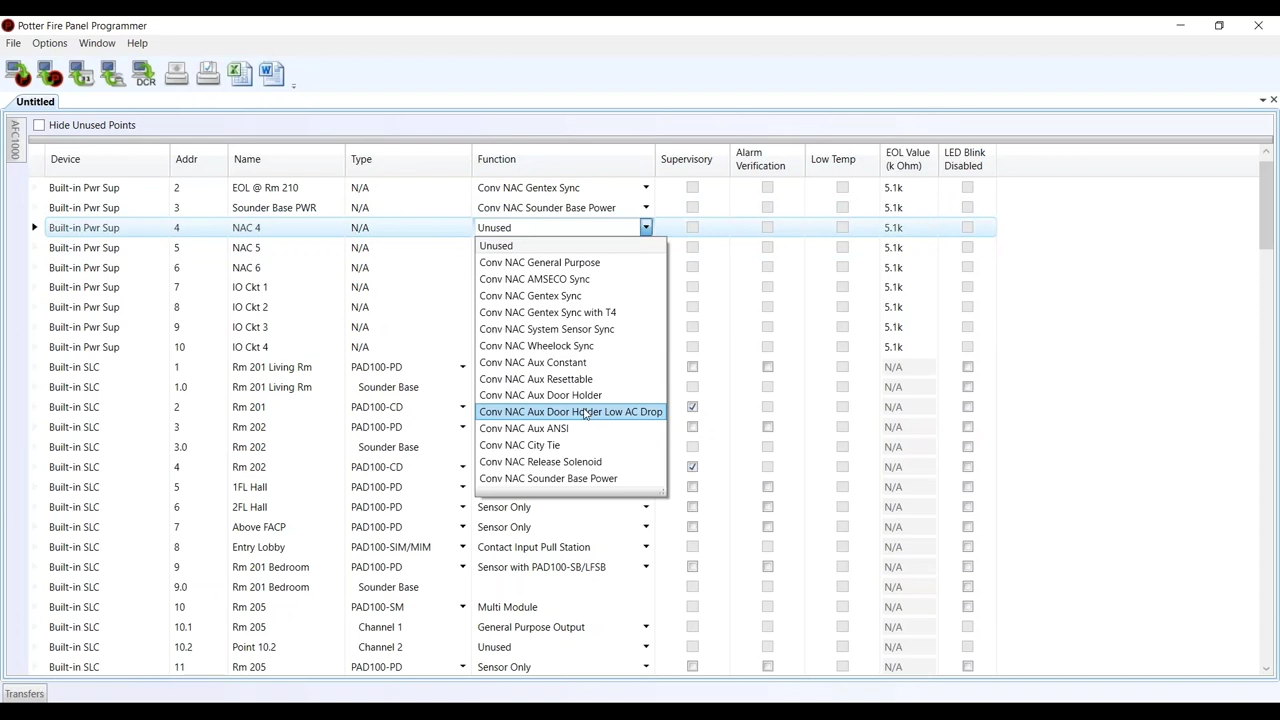 Potter Fire Panel Programmer
File Options Window Help
DCR
Untitled
AFC1000
Hide Unused Points
Device Addr Name Type Function Supervisory Alarm Verification Low Temp EOL Value (k Ohm) LED Blink Disabled
Built-in Pwr Sup 2 EOL @ Rm 210 N/A Conv NAC Gentex Sync 5.1k
Built-in Pwr Sup 3 Sounder Base PWR N/A Conv NAC Sounder Base Power 5.1k
Built-in Pwr Sup 4 NAC 4 N/A Unused 5.1k
Built-in Pwr Sup 5 NAC 5 N/A 5.1k
Built-in Pwr Sup 6 NAC 6 N/A 5.1k
Built-in Pwr Sup 7 IO Ckt 1 N/A 5.1k
Built-in Pwr Sup 8 IO Ckt 2 N/A 5.1k
Built-in Pwr Sup 9 IO Ckt 3 N/A 5.1k
Built-in Pwr Sup 10 IO Ckt 4 N/A 5.1k
Built-in SLC 1 Rm 201 Living Rm PAD100-PD N/A
Built-in SLC 1.0 Rm 201 Living Rm Sounder Base N/A
Built-in SLC 2 Rm 201 PAD100-CD N/A
Built-in SLC 3 Rm 202 PAD100-PD N/A
Built-in SLC 3.0 Rm 202 Sounder Base N/A
Built-in SLC 4 Rm 202 PAD100-CD N/A
Built-in SLC 5 1FL Hall PAD100-PD N/A
Unused
Conv NAC General Purpose
Conv NAC AMSECO Sync
Conv NAC Gentex Sync
Conv NAC Gentex Sync with T4
Conv NAC System Sensor Sync
Conv NAC Wheelock Sync
Conv NAC Aux Constant
Conv NAC Aux Resettable
Conv NAC Aux Door Holder
Conv NAC Aux Door Holder Low AC Drop
Conv NAC Aux ANSI
Conv NAC City Tie
Conv NAC Release Solenoid
Conv NAC Sounder Base Power
Built-in SLC 6 2FL Hall PAD100-PD Sensor Only N/A
Built-in SLC 7 Above FACP PAD100-PD Sensor Only N/A
Built-in SLC 8 Entry Lobby PAD100-SIM/MIM Contact Input Pull Station N/A
Built-in SLC 9 Rm 201 Bedroom PAD100-PD Sensor with PAD100-SB/LFSB N/A
Built-in SLC 9.0 Rm 201 Bedroom Sounder Base N/A
Built-in SLC 10 Rm 205 PAD100-SM Multi Module N/A
Built-in SLC 10.1 Rm 205 Channel 1 General Purpose Output N/A
Built-in SLC 10.2 Point 10.2 Channel 2 Unused N/A
Built-in SLC 11 Rm 205 PAD100-PD Sensor Only N/A
Transfers